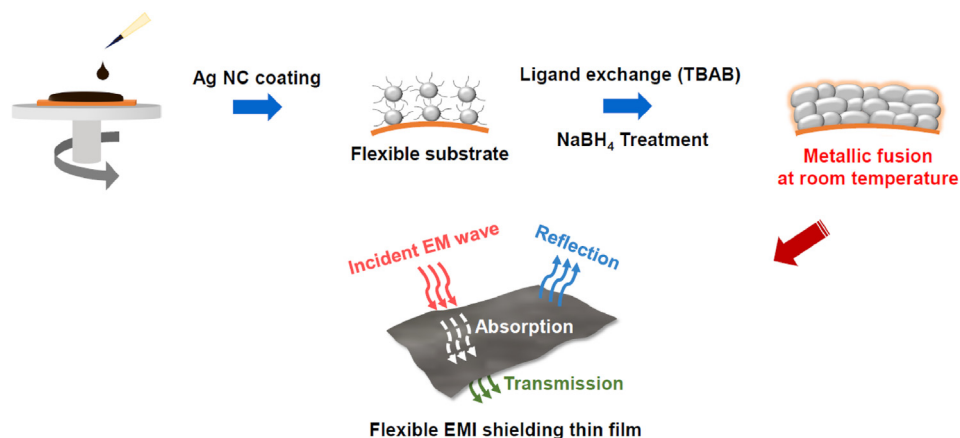 Ag NC coating
Flexible substrate
Ligand exchange (TBAB)
NaBH₄ Treatment
Metallic fusion
at room temperature
Incident EM wave
Reflection
Absorption
Transmission
Flexible EMI shielding thin film